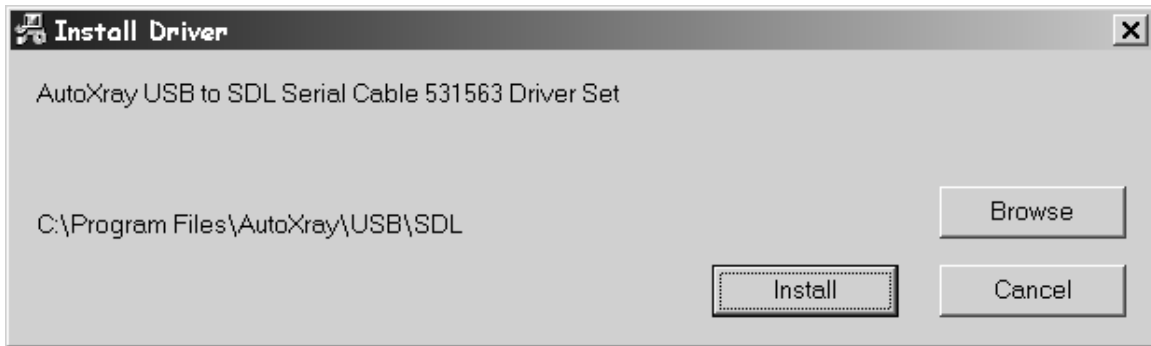 Install Driver
AutoXray USB to SDL Serial Cable 531563 Driver Set
C:\Program Files\AutoXray\USB\SDL
Browse
Install
Cancel